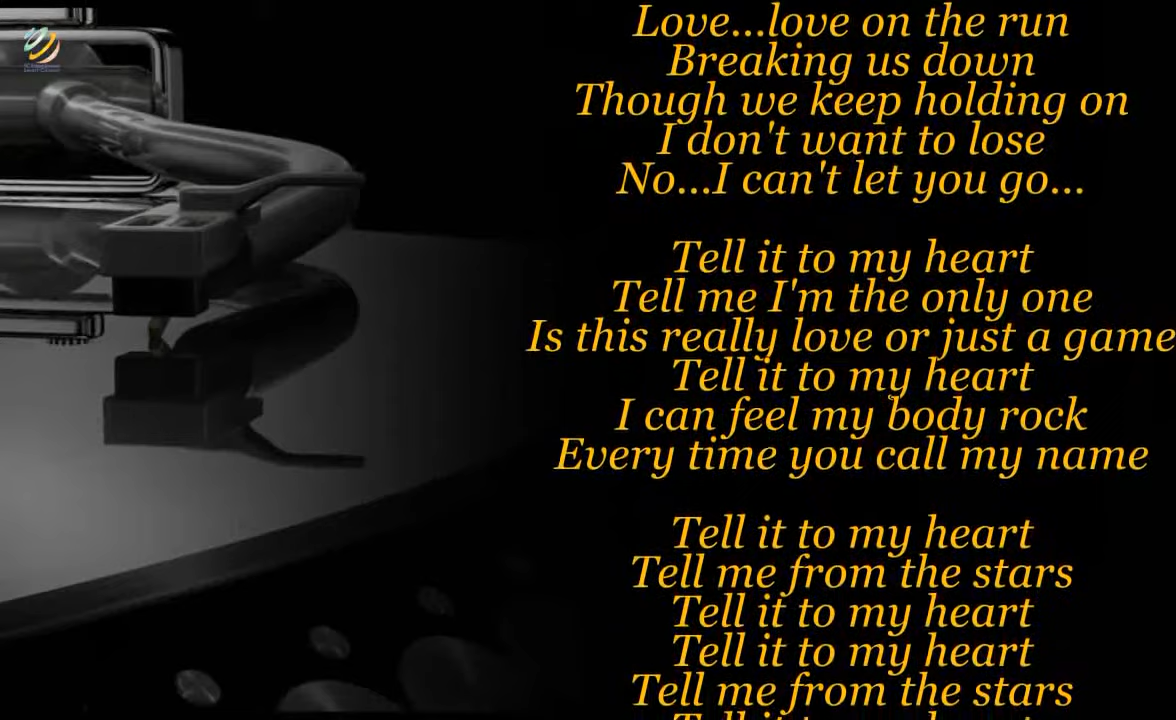 Love...love on the run
Breaking us down
Though we keep holding on
I don't want to lose
No...I can't let you go...
Tell it to my heart
Tell me I'm the only one
Is this really love or just a game
Tell it to my heart
I can feel my body rock
Every time you call my name
Tell it to my heart
Tell me from the stars
Tell it to my heart
Tell it to my heart
Tell me from the stars